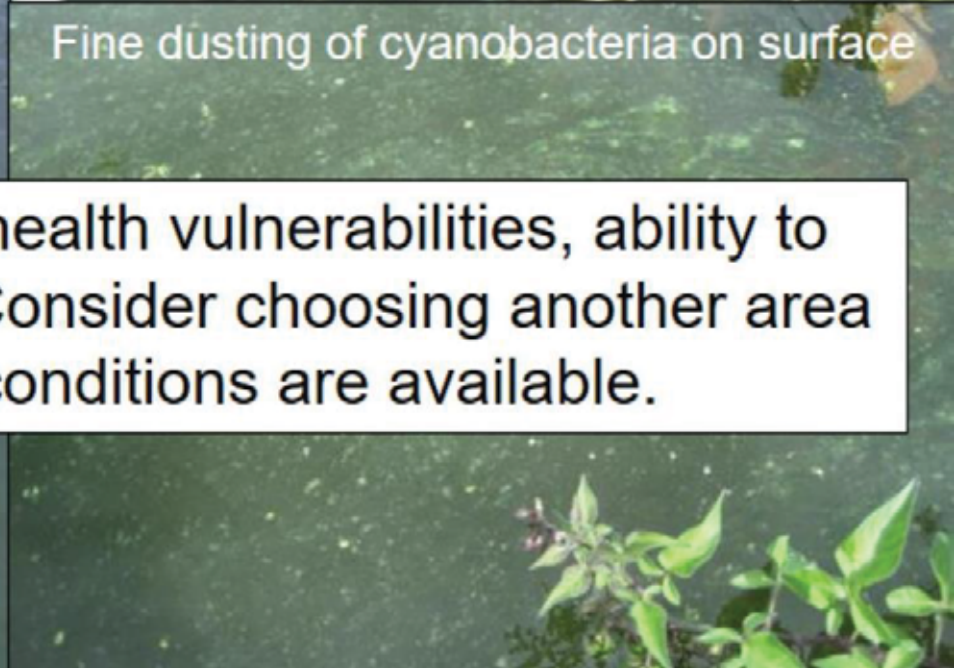 Fine dusting of cyanobacteria on surface
health vulnerabilities, ability to
Consider choosing another area
conditions are available.